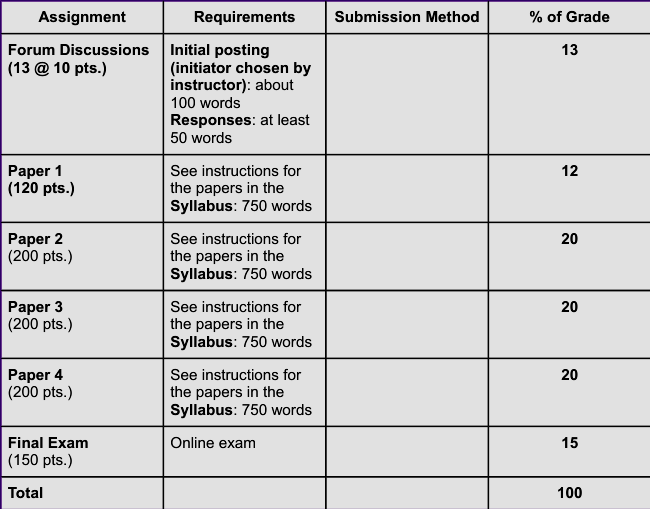 Assignment Requirements Submission Method % of Grade
Forum Discussions
(13 @ 10 pts.)
Initial posting
(initiator chosen by
instructor): about
100 words
Responses: at least
50 words
13
Paper 1
(120 pts.)
See instructions for
the papers in the
Syllabus: 750 words
12
Paper 2
(200 pts.)
See instructions for
the papers in the
Syllabus: 750 words
20
Paper 3
(200 pts.)
See instructions for
the papers in the
Syllabus: 750 words
20
Paper 4
(200 pts.)
See instructions for
the papers in the
Syllabus: 750 words
20
Final Exam
(150 pts.)
Online exam
15
Total 100